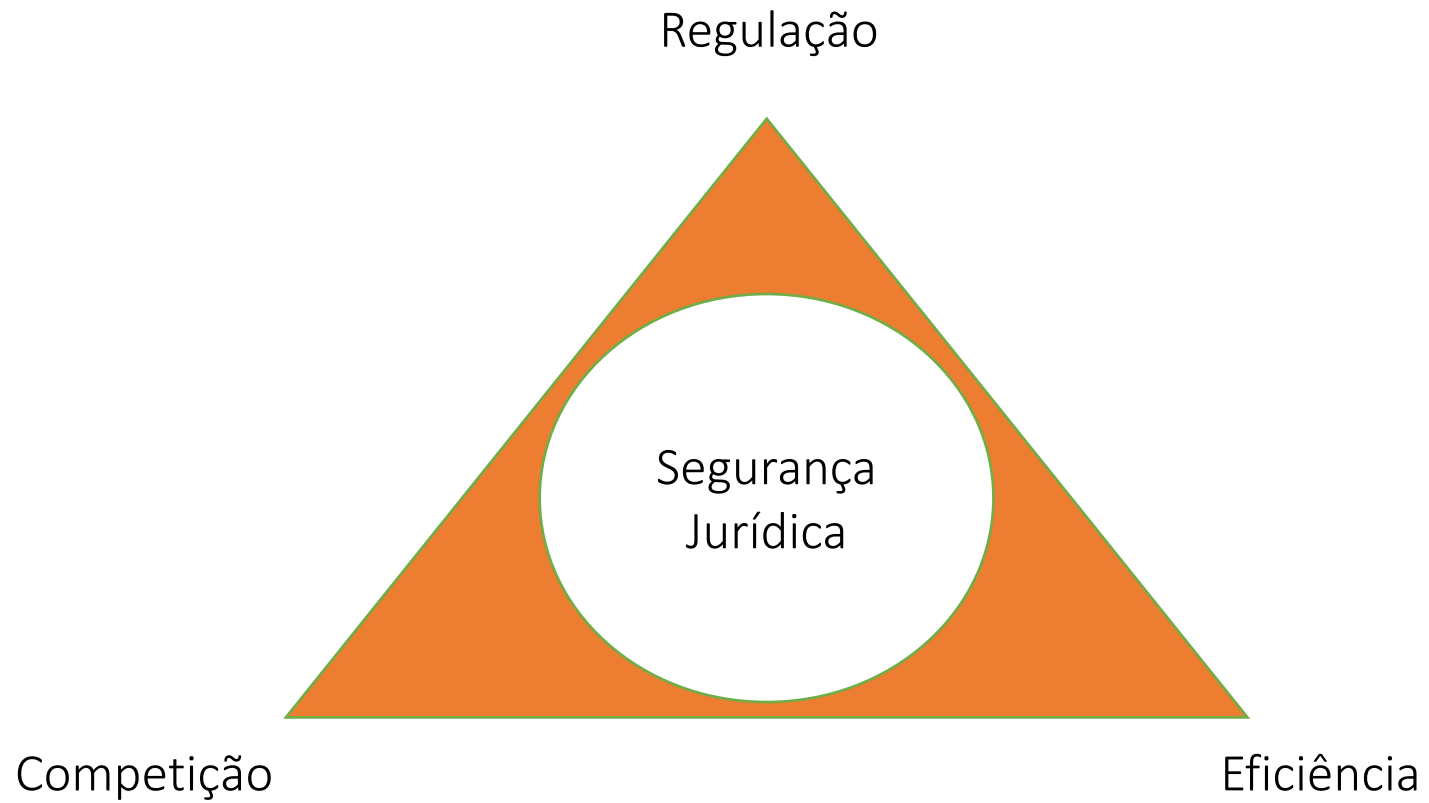 Regulação
Segurança
Jurídica
Competição
Eficiência